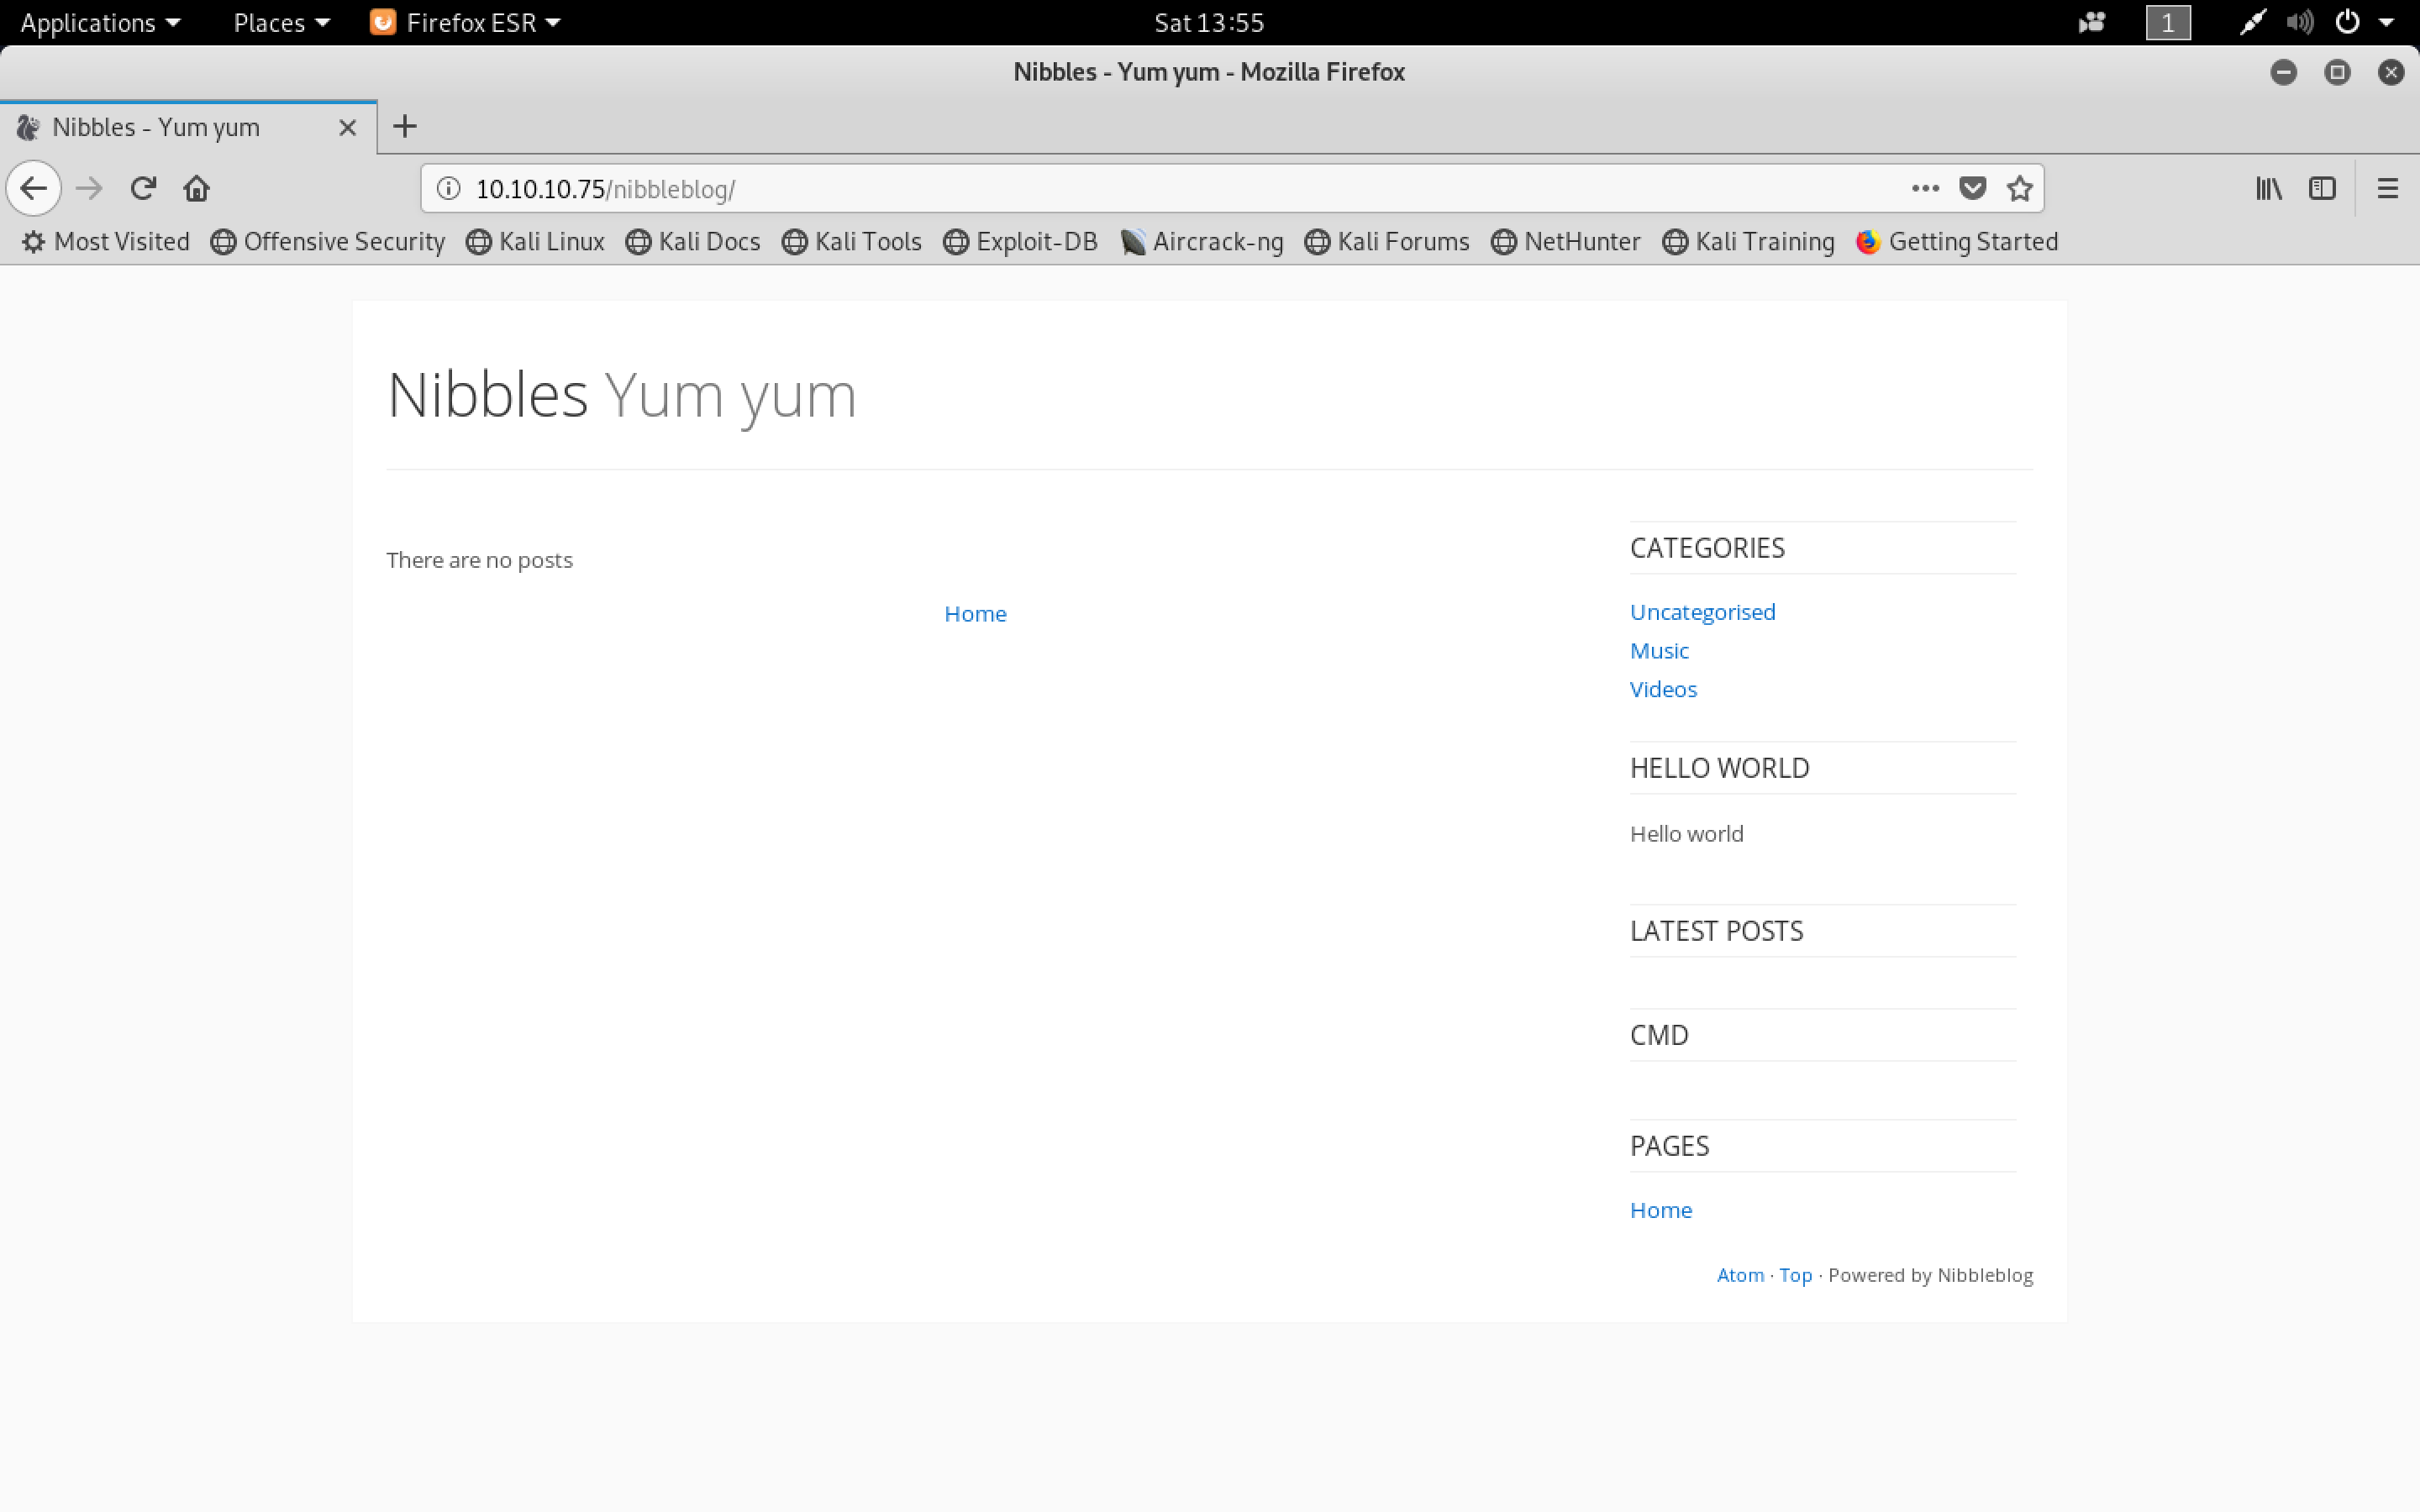 Applications Places Firefox ESR Sat 13:55 1
Nibbles - Yum yum - Mozilla Firefox
Nibbles - Yum yum
10.10.10.75/nibbleblog/
Most Visited Offensive Security Kali Linux Kali Docs Kali Tools Exploit-DB Aircrack-ng Kali Forums NetHunter Kali Training Getting Started
Nibbles Yum yum
There are no posts
Home
CATEGORIES
Uncategorised
Music
Videos
HELLO WORLD
Hello world
LATEST POSTS
CMD
PAGES
Home
Atom · Top · Powered by Nibbleblog